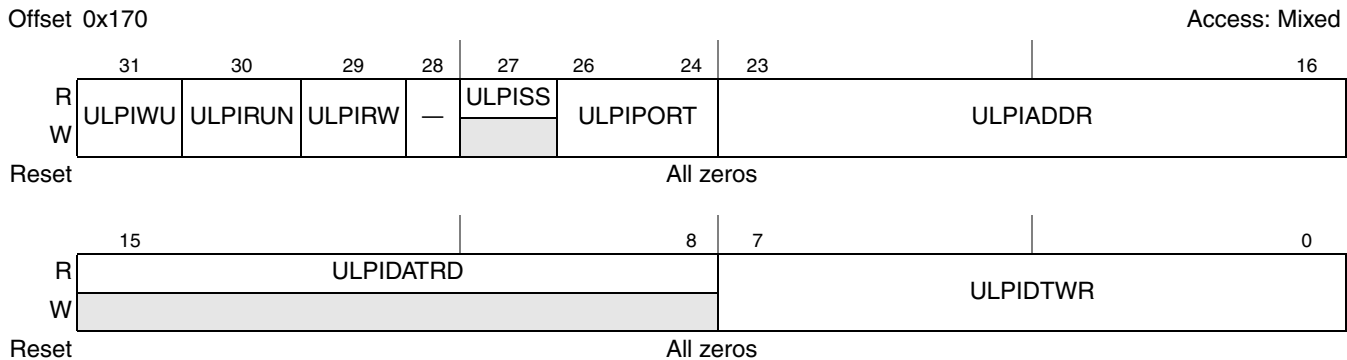 Offset 0x170 Access: Mixed
31 30 29 28 27 26 24 23 16
R ULPIWU ULPIRUN ULPIRW — ULPISS ULPIPORT ULPIADDR
W
Reset All zeros
15 8 7 0
R ULPIDATRD ULPIDTWR
W
Reset All zeros